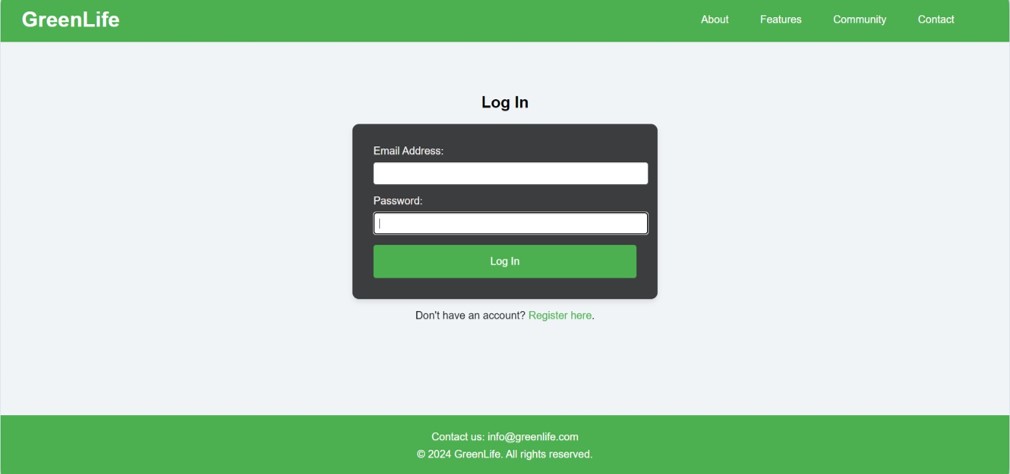 GreenLife
About Features Community Contact
Log In
Email Address:
Password:
Log In
Don't have an account? Register here.
Contact us: info@greenlife.com
© 2024 GreenLife. All rights reserved.